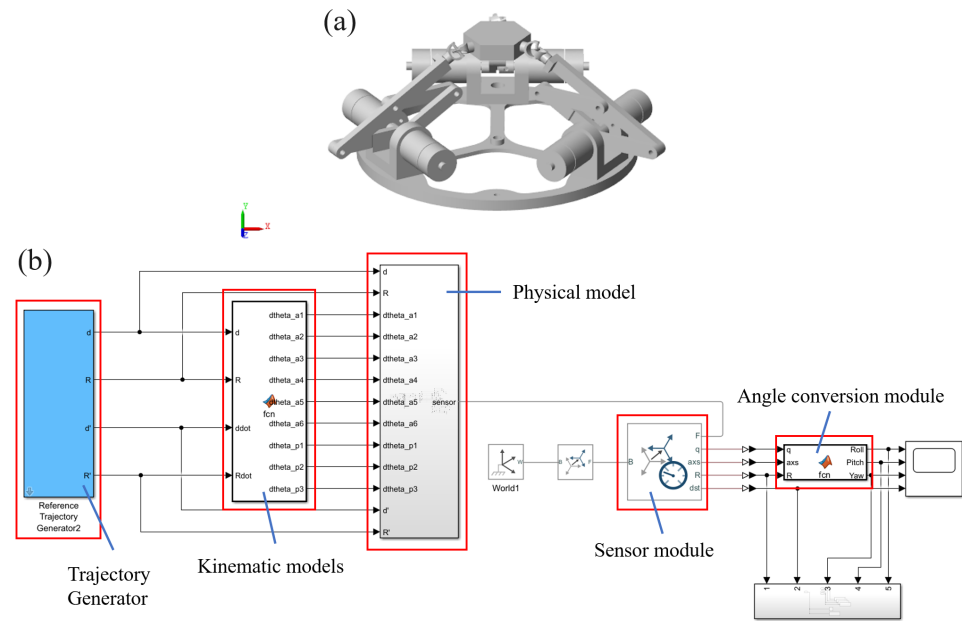 (a)
Y
X
Z
(b)
d
R
d'
R'
Reference
Trajectory
Generator2
Trajectory
Generator
d
R
ddot
Rdot
fcn
dtheta_a1
dtheta_a2
dtheta_a3
dtheta_a4
dtheta_a5
dtheta_a6
dtheta_p1
dtheta_p2
dtheta_p3
Kinematic models
d
R
dtheta_a1
dtheta_a2
dtheta_a3
dtheta_a4
dtheta_a5
dtheta_a6
dtheta_p1
dtheta_p2
dtheta_p3
d'
R'
sensor
Physical model
W
World1
B
F
B
F
q
axs
R
dst
Sensor module
Angle conversion module
q
axs
R
fcn
Roll
Pitch
Yaw
1
2
3
4
5